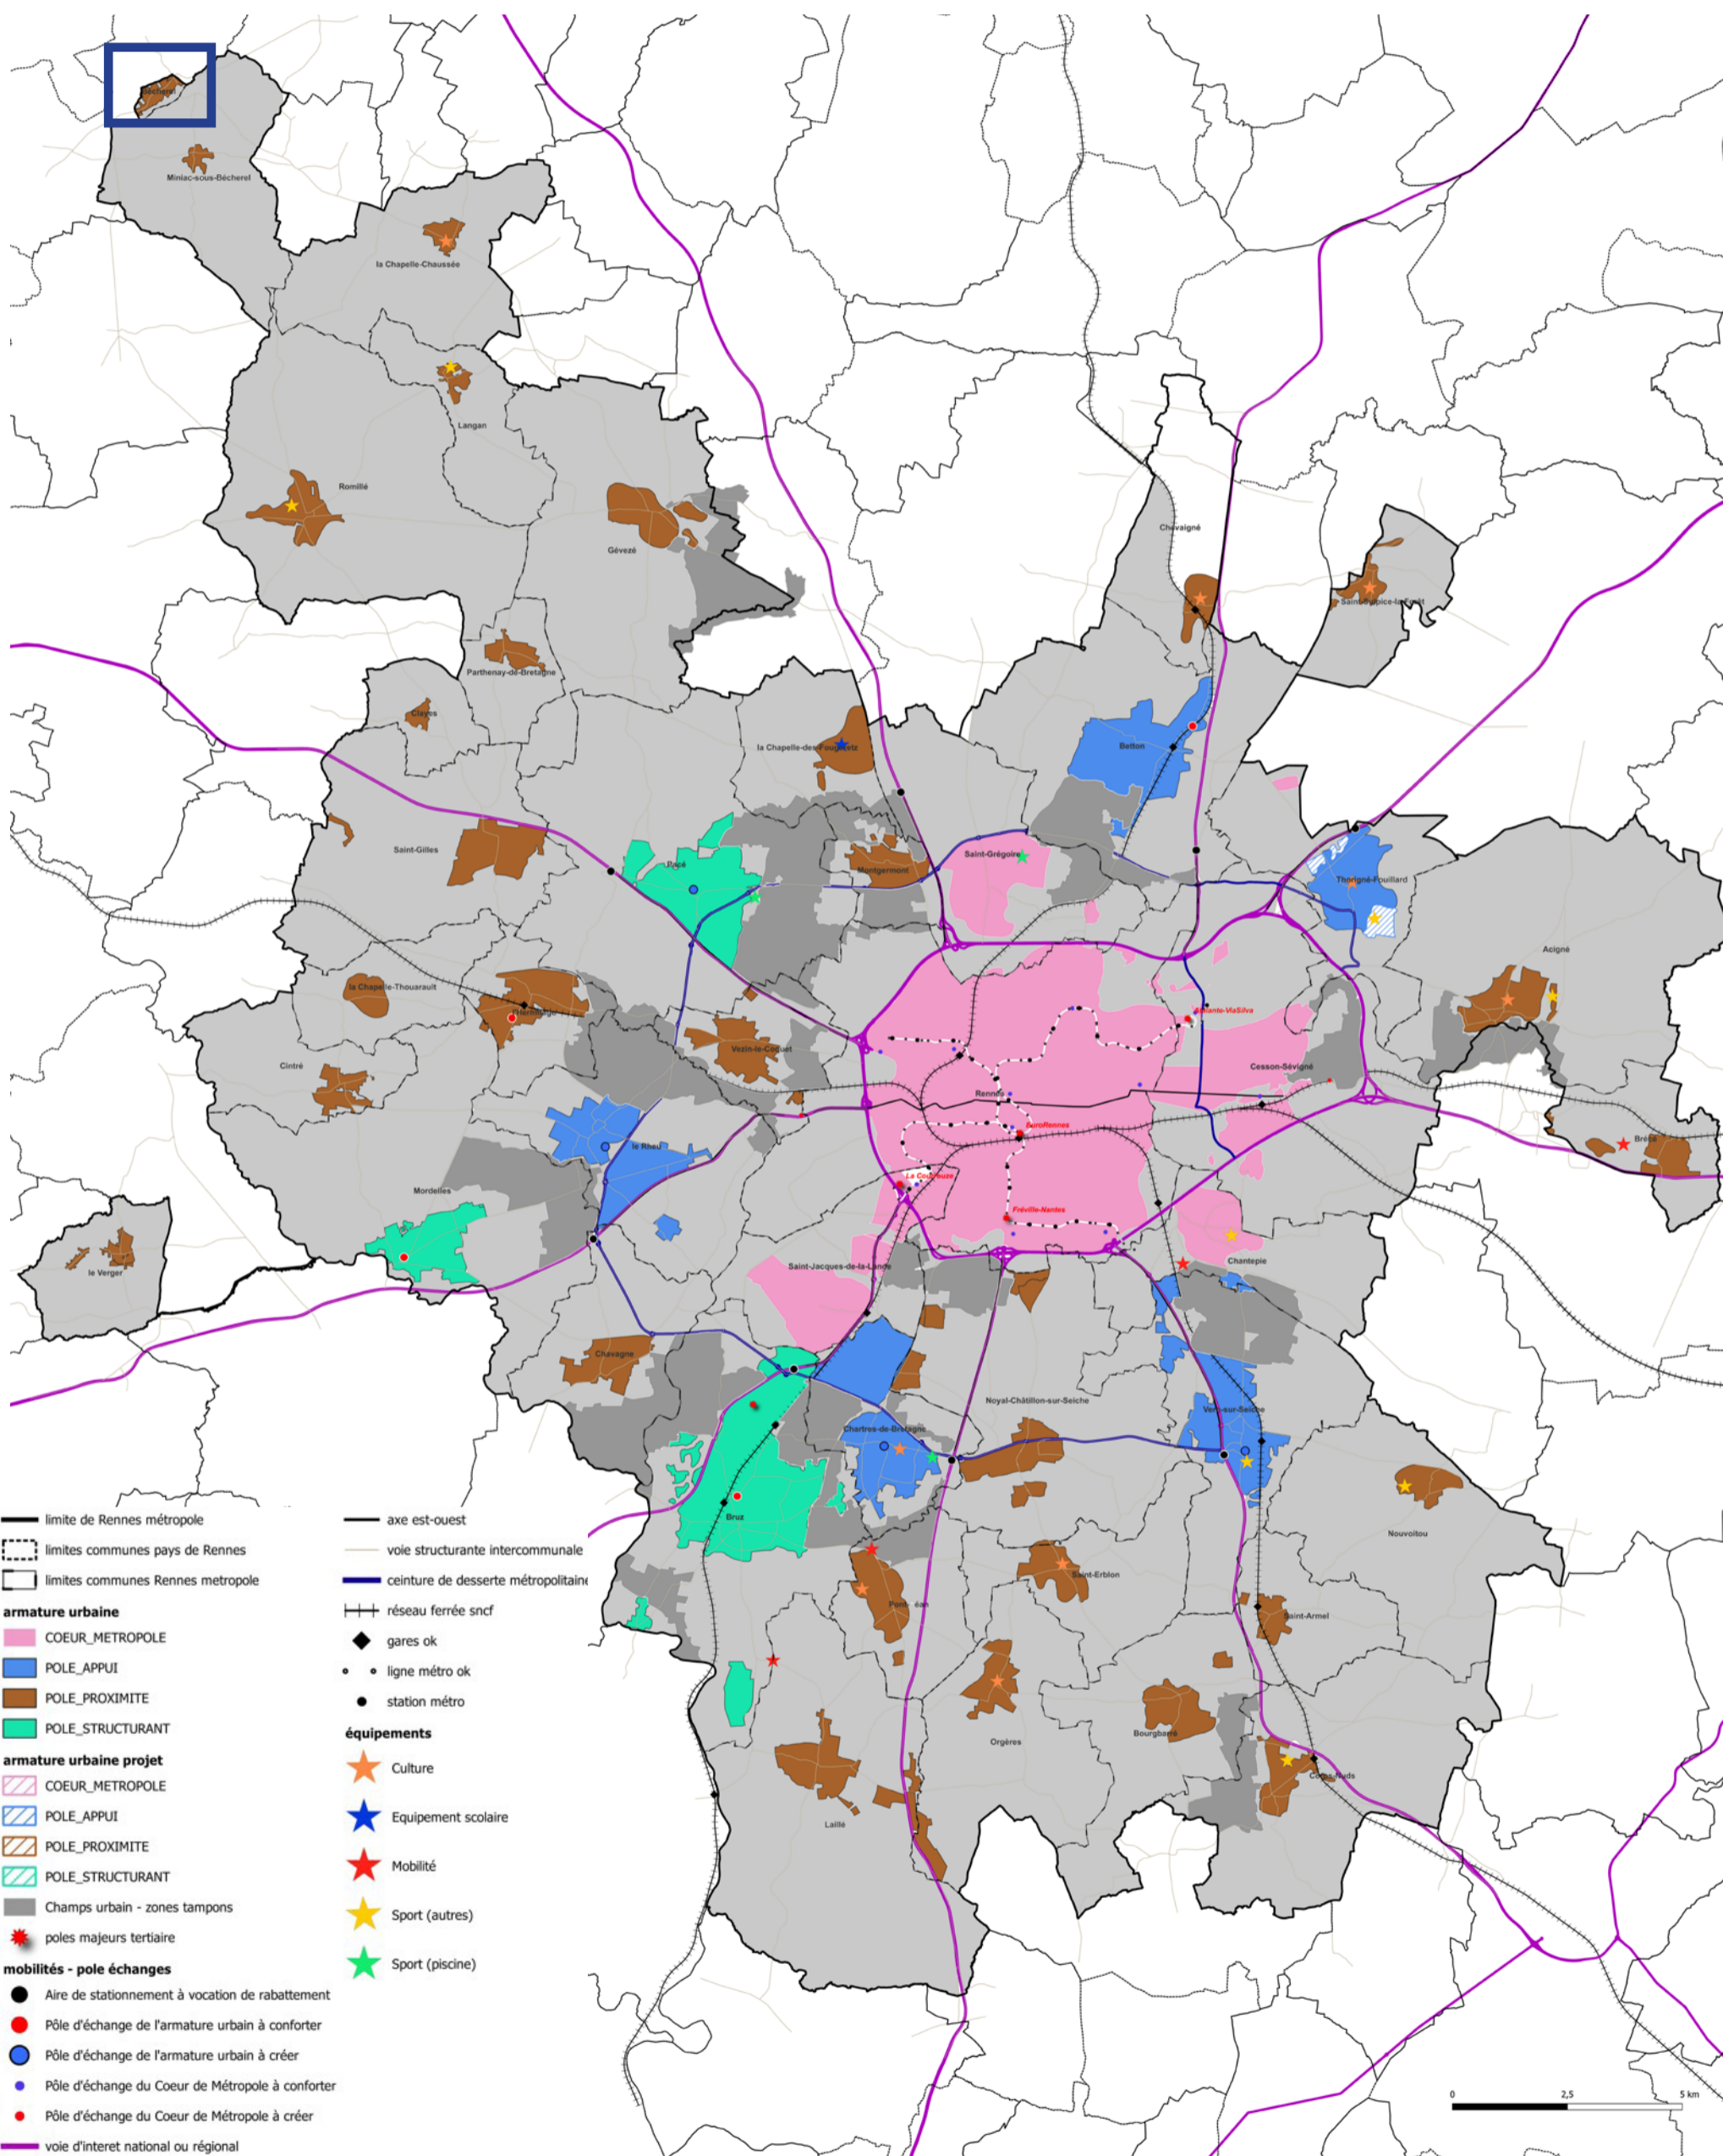 Bécherel
Miniac-sous-Bécherel
la Chapelle-Chaussée
Langan
Romillé
Gévezé
Chevaigné
Saint-Sulpice-la-Forêt
Parthenay-de-Bretagne
Clayes
la Chapelle-des-Fougeretz
Betton
Saint-Gilles
Pacé
Montgermont
Saint-Grégoire
Thorigné-Fouillard
Acigné
la Chapelle-Thouarault
l'Hermitage
Atalante-ViaSilva
Vezin-le-Coquet
Cintré
Cesson-Sévigné
Rennes
EuroRennes
le Rheu
Brécé
La Courrouze
Mordelles
Fréville-Nantes
le Verger
Saint-Jacques-de-la-Lande
Chantepie
Chavagne
Noyal-Châtillon-sur-Seiche
Vern-sur-Seiche
Chartres-de-Bretagne
Bruz
Nouvoitou
Saint-Erblon
Pont- éan
Saint-Armel
Orgères
Bourgbarré
Corps-Nuds
Laillé
limite de Rennes métropole
limites communes pays de Rennes
limites communes Rennes metropole
armature urbaine
COEUR_METROPOLE
POLE_APPUI
POLE_PROXIMITE
POLE_STRUCTURANT
armature urbaine projet
COEUR_METROPOLE
POLE_APPUI
POLE_PROXIMITE
POLE_STRUCTURANT
Champs urbain - zones tampons
poles majeurs tertiaire
mobilités - pole échanges
Aire de stationnement à vocation de rabattement
Pôle d'échange de l'armature urbain à conforter
Pôle d'échange de l'armature urbain à créer
Pôle d'échange du Coeur de Métropole à conforter
Pôle d'échange du Coeur de Métropole à créer
voie d'interet national ou régional
axe est-ouest
voie structurante intercommunale
ceinture de desserte métropolitaine
réseau ferrée sncf
gares ok
ligne métro ok
station métro
équipements
Culture
Equipement scolaire
Mobilité
Sport (autres)
Sport (piscine)
0 2,5 5 km